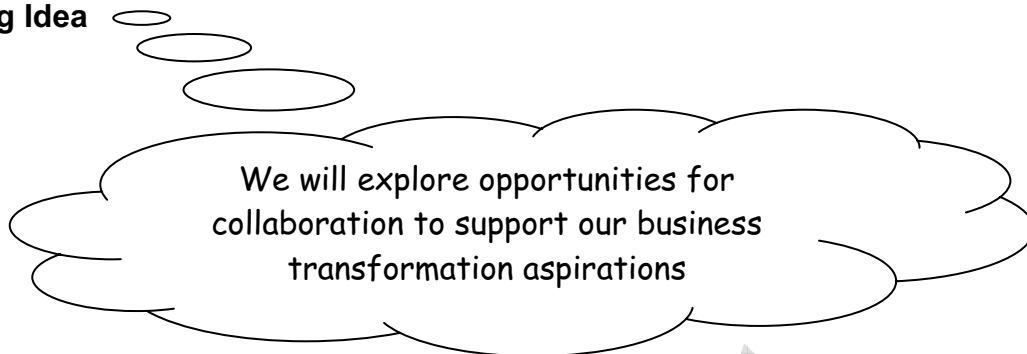 g Idea
We will explore opportunities for
collaboration to support our business
transformation aspirations